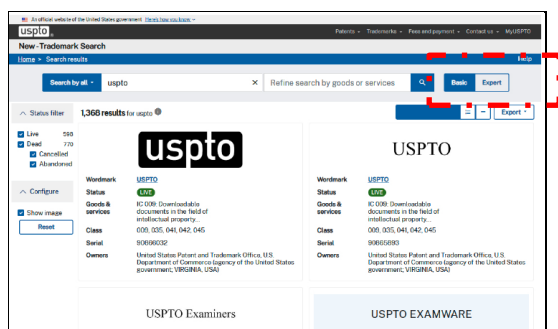 An official website of the United States government Here's how you know
uspto
Patents Trademarks Fees and payment Contact us MyUSPTO
New - Trademark Search
Home > Search results Help
Search by all uspto × Refine search by goods or services Basic Expert
Status filter 1,368 results for uspto Export
Live 598
Dead 770
Cancelled
Abandoned
Configure
Show image
Reset
uspto
Wordmark USPTO
Status LIVE
Goods & services IC 009: Downloadable documents in the field of intellectual property...
Class 009, 035, 041, 042, 045
Serial 90866032
Owners United States Patent and Trademark Office, U.S. Department of Commerce (agency of the United States government; VIRGINIA, USA)
USPTO
Wordmark USPTO
Status LIVE
Goods & services IC 009: Downloadable documents in the field of intellectual property...
Class 009, 035, 041, 042, 045
Serial 90865893
Owners United States Patent and Trademark Office, U.S. Department of Commerce (agency of the United States government; VIRGINIA, USA)
USPTO Examiners
USPTO EXAMWARE